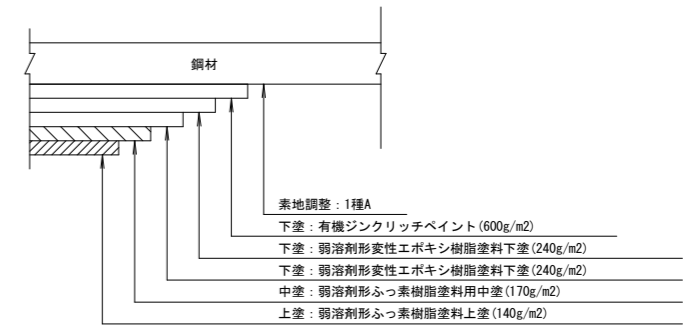 鋼材
素地調整：1種A
下塗：有機ジンクリッチペイント(600g/m2)
下塗：弱溶剤形変性エポキシ樹脂塗料下塗(240g/m2)
下塗：弱溶剤形変性エポキシ樹脂塗料下塗(240g/m2)
中塗：弱溶剤形ふっ素樹脂塗料用中塗(170g/m2)
上塗：弱溶剤形ふっ素樹脂塗料上塗(140g/m2)